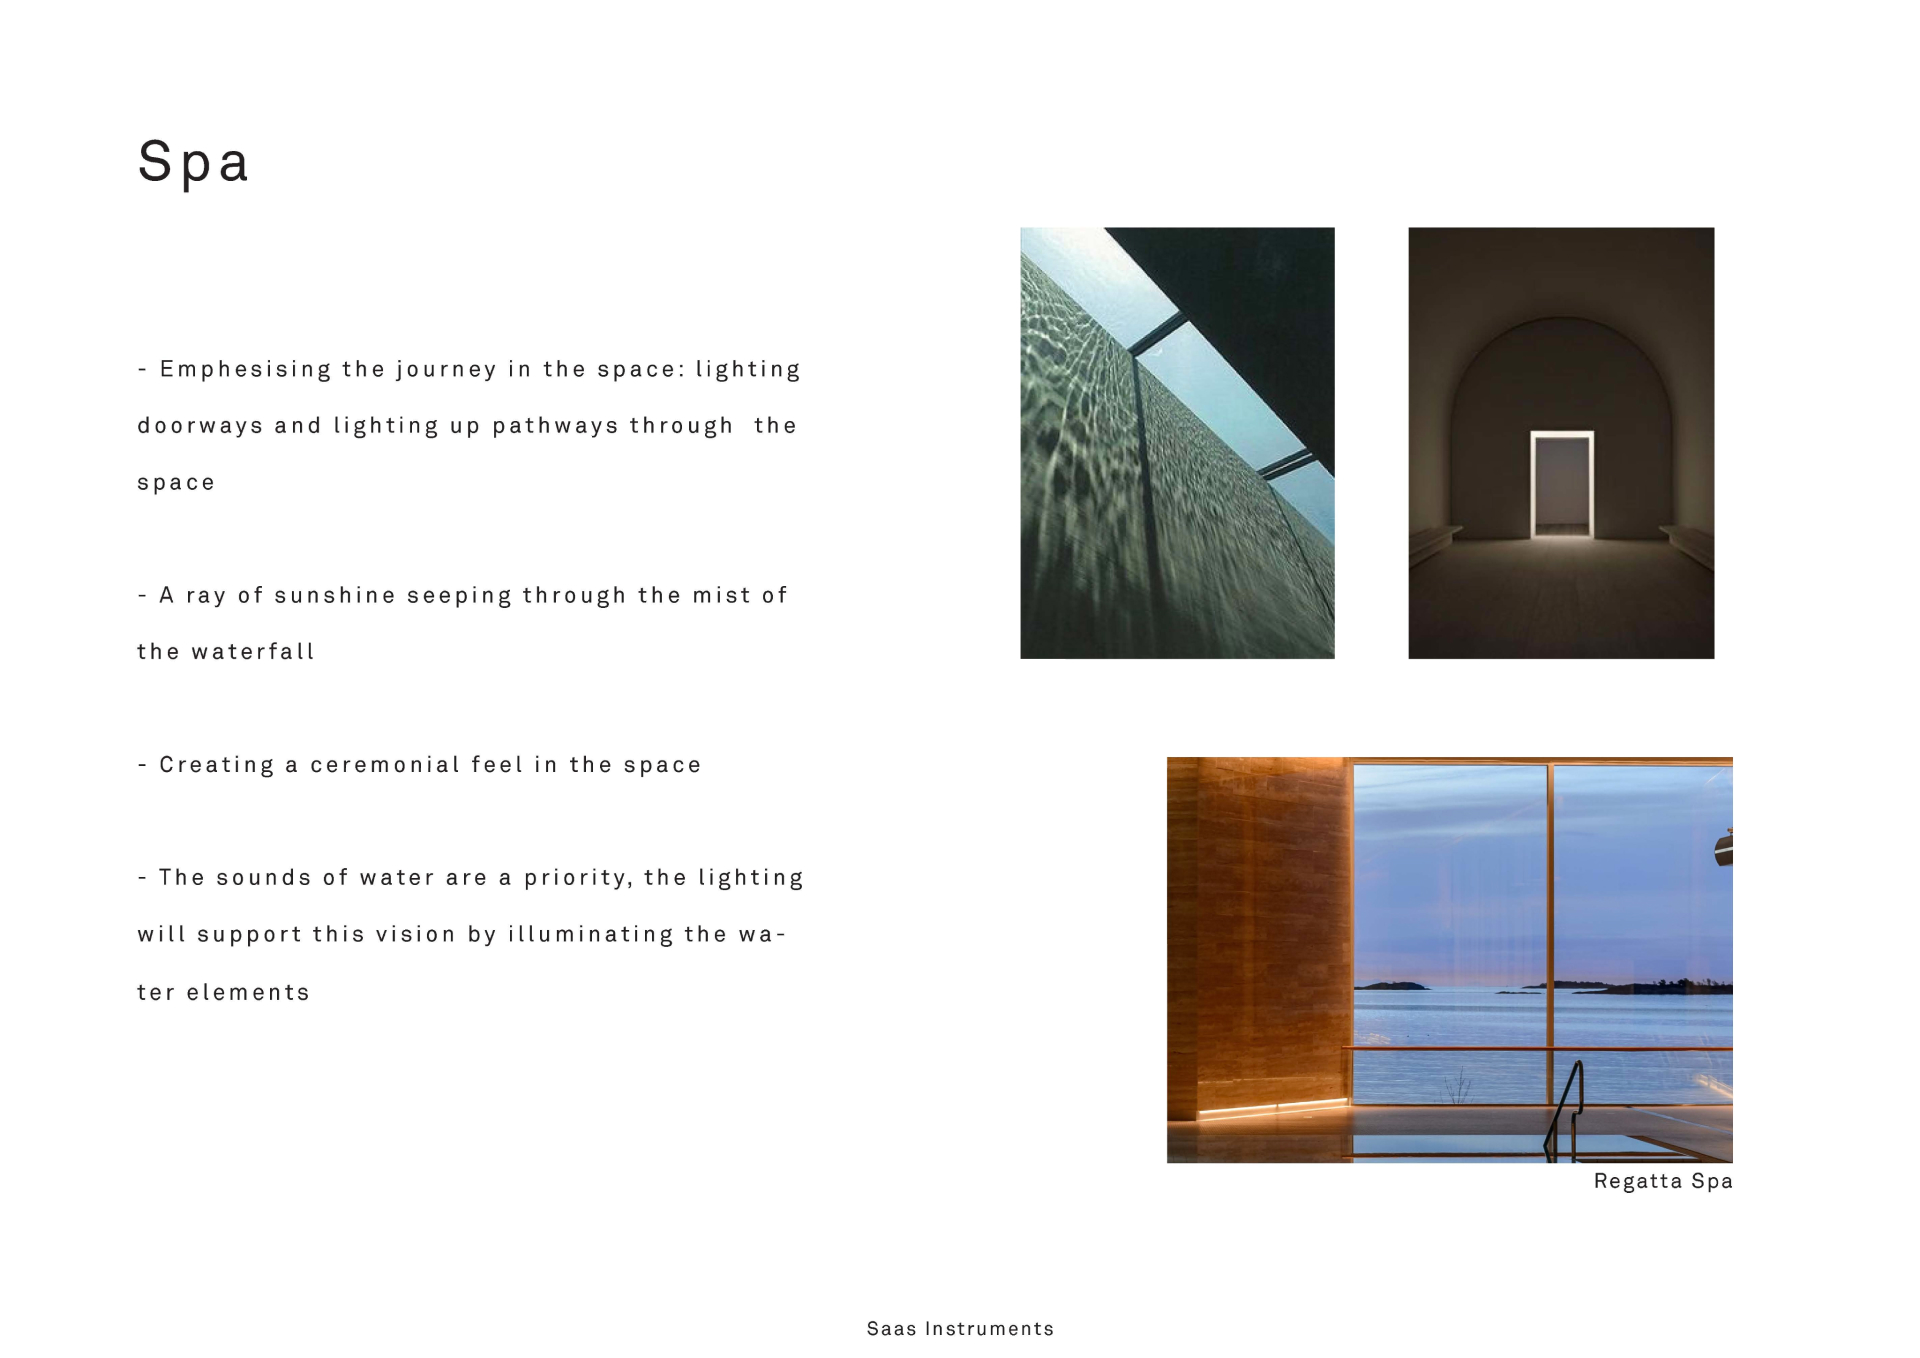 Spa
- Emphesising the journey in the space: lighting
doorways and lighting up pathways through  the
space
- A ray of sunshine seeping through the mist of
the waterfall
- Creating a ceremonial feel in the space
- The sounds of water are a priority, the lighting
will support this vision by illuminating the wa-
ter elements
Regatta Spa
Saas Instruments